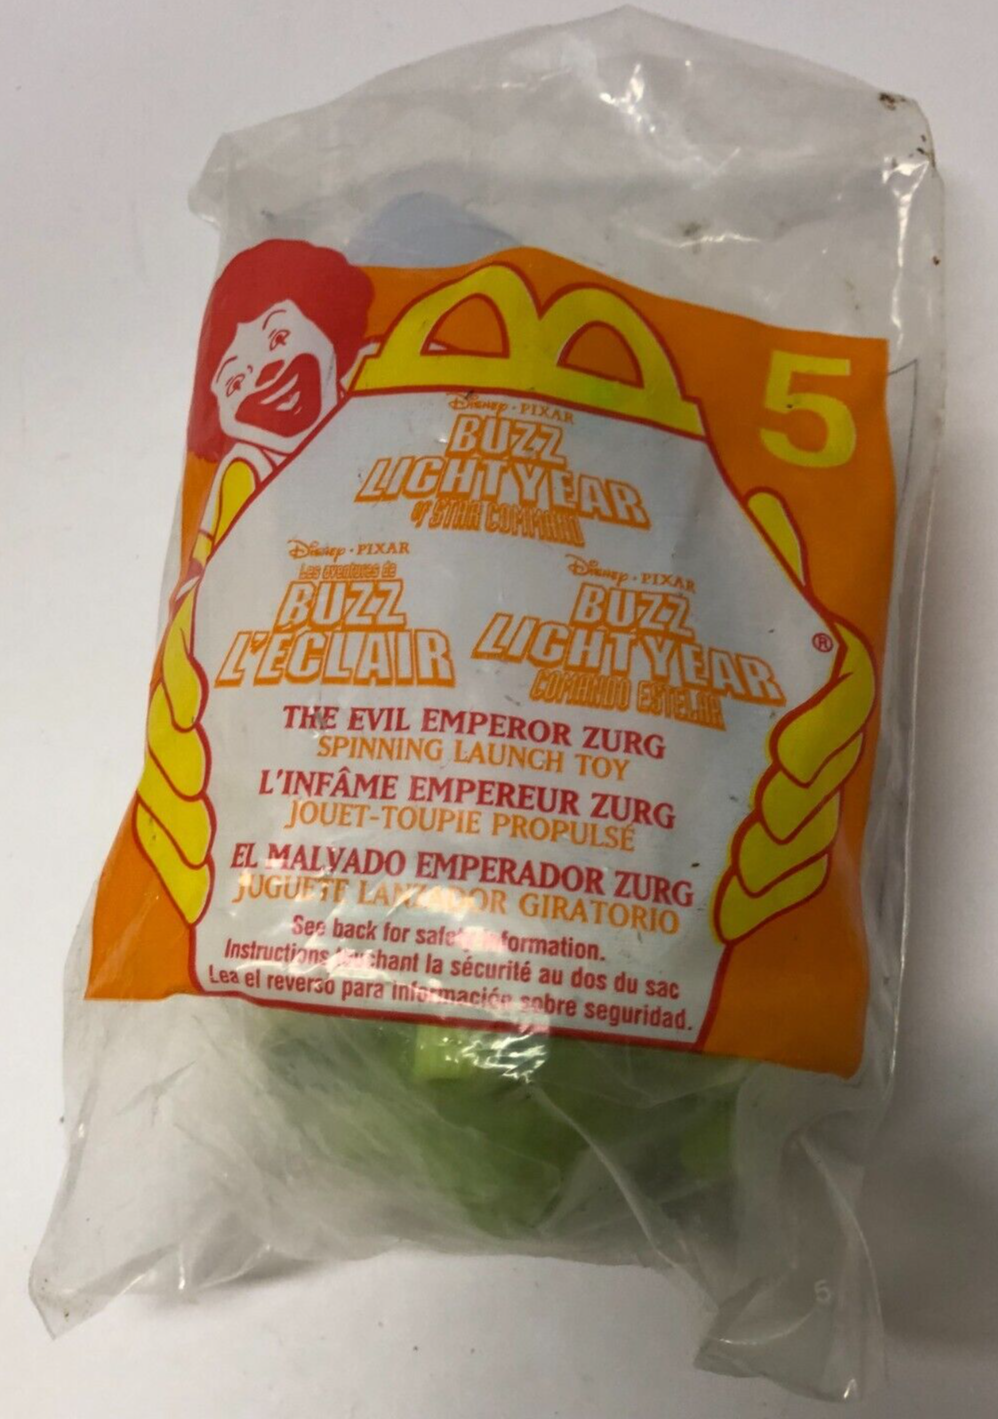 5
Disney · PIXAR
BUZZ
LIGHTYEAR
of STAR COMMAND
Disney · PIXAR
Les aventures de
BUZZ
L'ÉCLAIR
Disney · PIXAR
BUZZ
LIGHTYEAR
COMANDO ESTELAR
®
THE EVIL EMPEROR ZURG
SPINNING LAUNCH TOY
L'INFÂME EMPEREUR ZURG
JOUET-TOUPIE PROPULSÉ
EL MALVADO EMPERADOR ZURG
JUGUETE LANZADOR GIRATORIO
See back for safety information.
Instructions touchant la sécurité au dos du sac
Lea el reverso para información sobre seguridad.
5